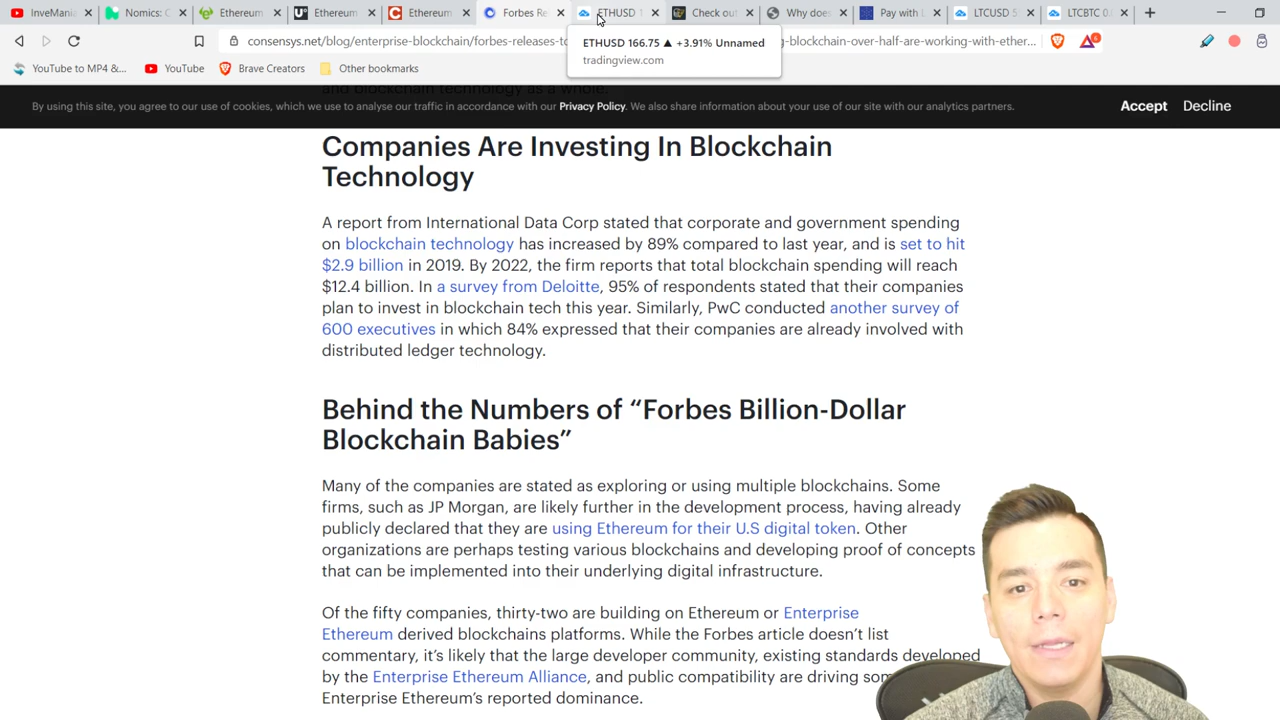 InveMania
Nomics: C
Ethereum
Ethereum
Ethereum
Forbes Re
ETHUSD 1
Check out
Why does
Pay with L
LTCUSD 5
LTCBTC 0.
consensys.in/blog/enterprise-blockchain/forbes-releases-to
g-blockchain-over-half-are-working-with-ether...
6
ETHUSD 166.75 ▲ +3.91% Unnamed
tradingview.com
YouTube to MP4 &...
YouTube
Brave Creators
Other bookmarks
and blockchain technology as a whole.
By using this site, you agree to our use of cookies, which we use to analyse our traffic in accordance with our Privacy Policy. We also share information about your use of our site with our analytics partners.
Accept
Decline
Companies Are Investing In Blockchain
Technology
A report from International Data Corp stated that corporate and government spending
on blockchain technology has increased by 89% compared to last year, and is set to hit
$2.9 billion in 2019. By 2022, the firm reports that total blockchain spending will reach
$12.4 billion. In a survey from Deloitte, 95% of respondents stated that their companies
plan to invest in blockchain tech this year. Similarly, PwC conducted another survey of
600 executives in which 84% expressed that their companies are already involved with
distributed ledger technology.
Behind the Numbers of “Forbes Billion-Dollar
Blockchain Babies”
Many of the companies are stated as exploring or using multiple blockchains. Some
firms, such as JP Morgan, are likely further in the development process, having already
publicly declared that they are using Ethereum for their U.S digital token. Other
organizations are perhaps testing various blockchains and developing proof of concepts
that can be implemented into their underlying digital infrastructure.
Of the fifty companies, thirty-two are building on Ethereum or Enterprise
Ethereum derived blockchains platforms. While the Forbes article doesn’t list
commentary, it’s likely that the large developer community, existing standards developed
by the Enterprise Ethereum Alliance, and public compatibility are driving
Enterprise Ethereum’s reported dominance.